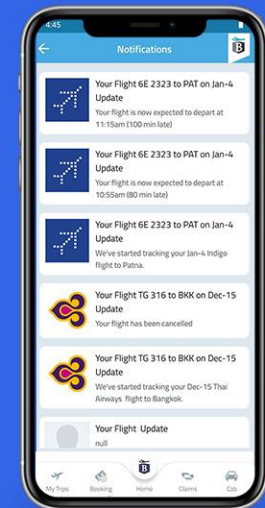 4:45
Notifications
B
Your Flight 6E 2323 to PAT on Jan-4
Update
Your flight is now expected to depart at
11:15am (100 min late)
Your Flight 6E 2323 to PAT on Jan-4
Update
Your flight is now expected to depart at
10:55am (80 min late)
Your Flight 6E 2323 to PAT on Jan-4
Update
We've started tracking your Jan-4 Indigo
flight to Patna.
Your Flight TG 316 to BKK on Dec-15
Update
Your flight has been cancelled
Your Flight TG 316 to BKK on Dec-15
Update
We've started tracking your Dec-15 Thai
Airways flight to Bangkok.
Your Flight Update
null
B
My Trips Booking Home Claims Cab